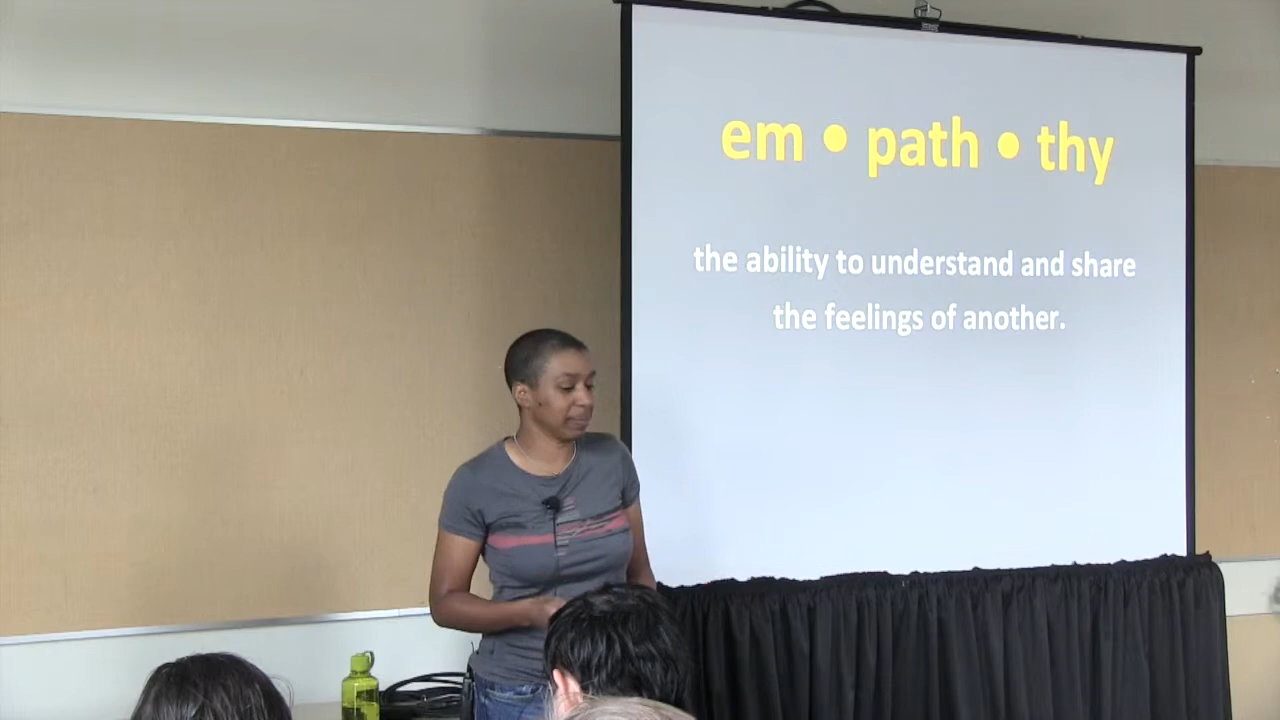 em • path • thy
the ability to understand and share
the feelings of another.